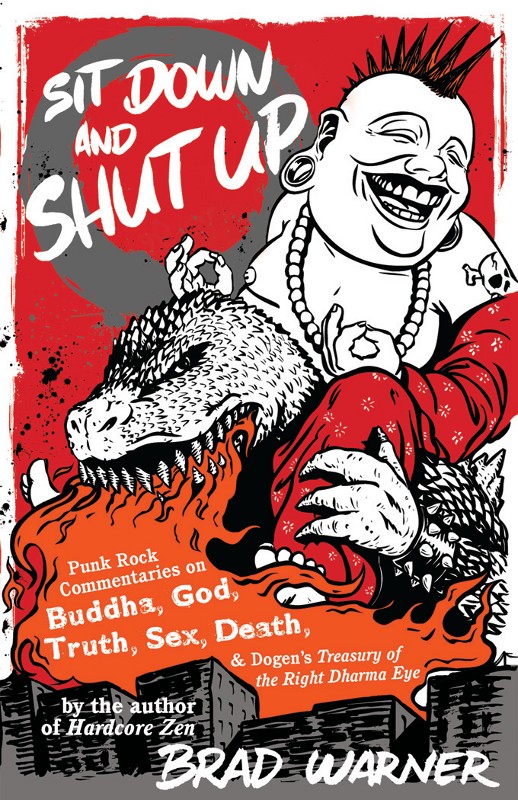 SIT DOWN
AND
SHUT UP
Punk Rock
Commentaries on
Buddha, God,
Truth, Sex, Death,
& Dogen's Treasury of
the Right Dharma Eye
by the author
of Hardcore Zen
BRAD WARNER